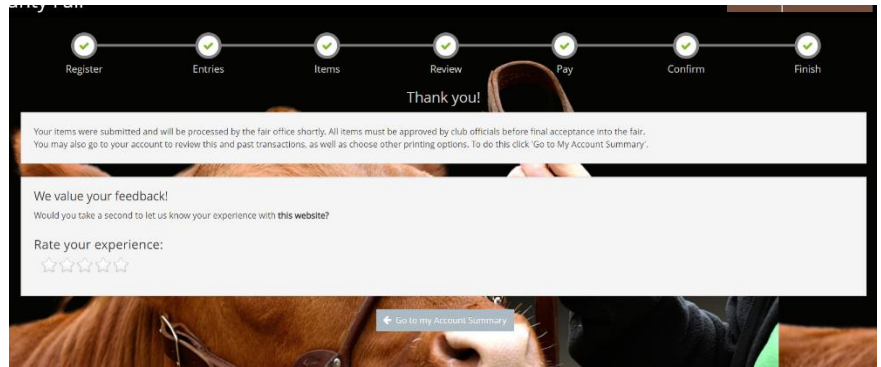 Register Entries Items Review Pay Confirm Finish
Thank you!
Your items were submitted and will be processed by the fair office shortly. All items must be approved by club officials before final acceptance into the fair.
You may also go to your account to review this and past transactions, as well as choose other printing options. To do this click 'Go to My Account Summary'.
We value your feedback!
Would you take a second to let us know your experience with this website?
Rate your experience:
Go to my Account Summary